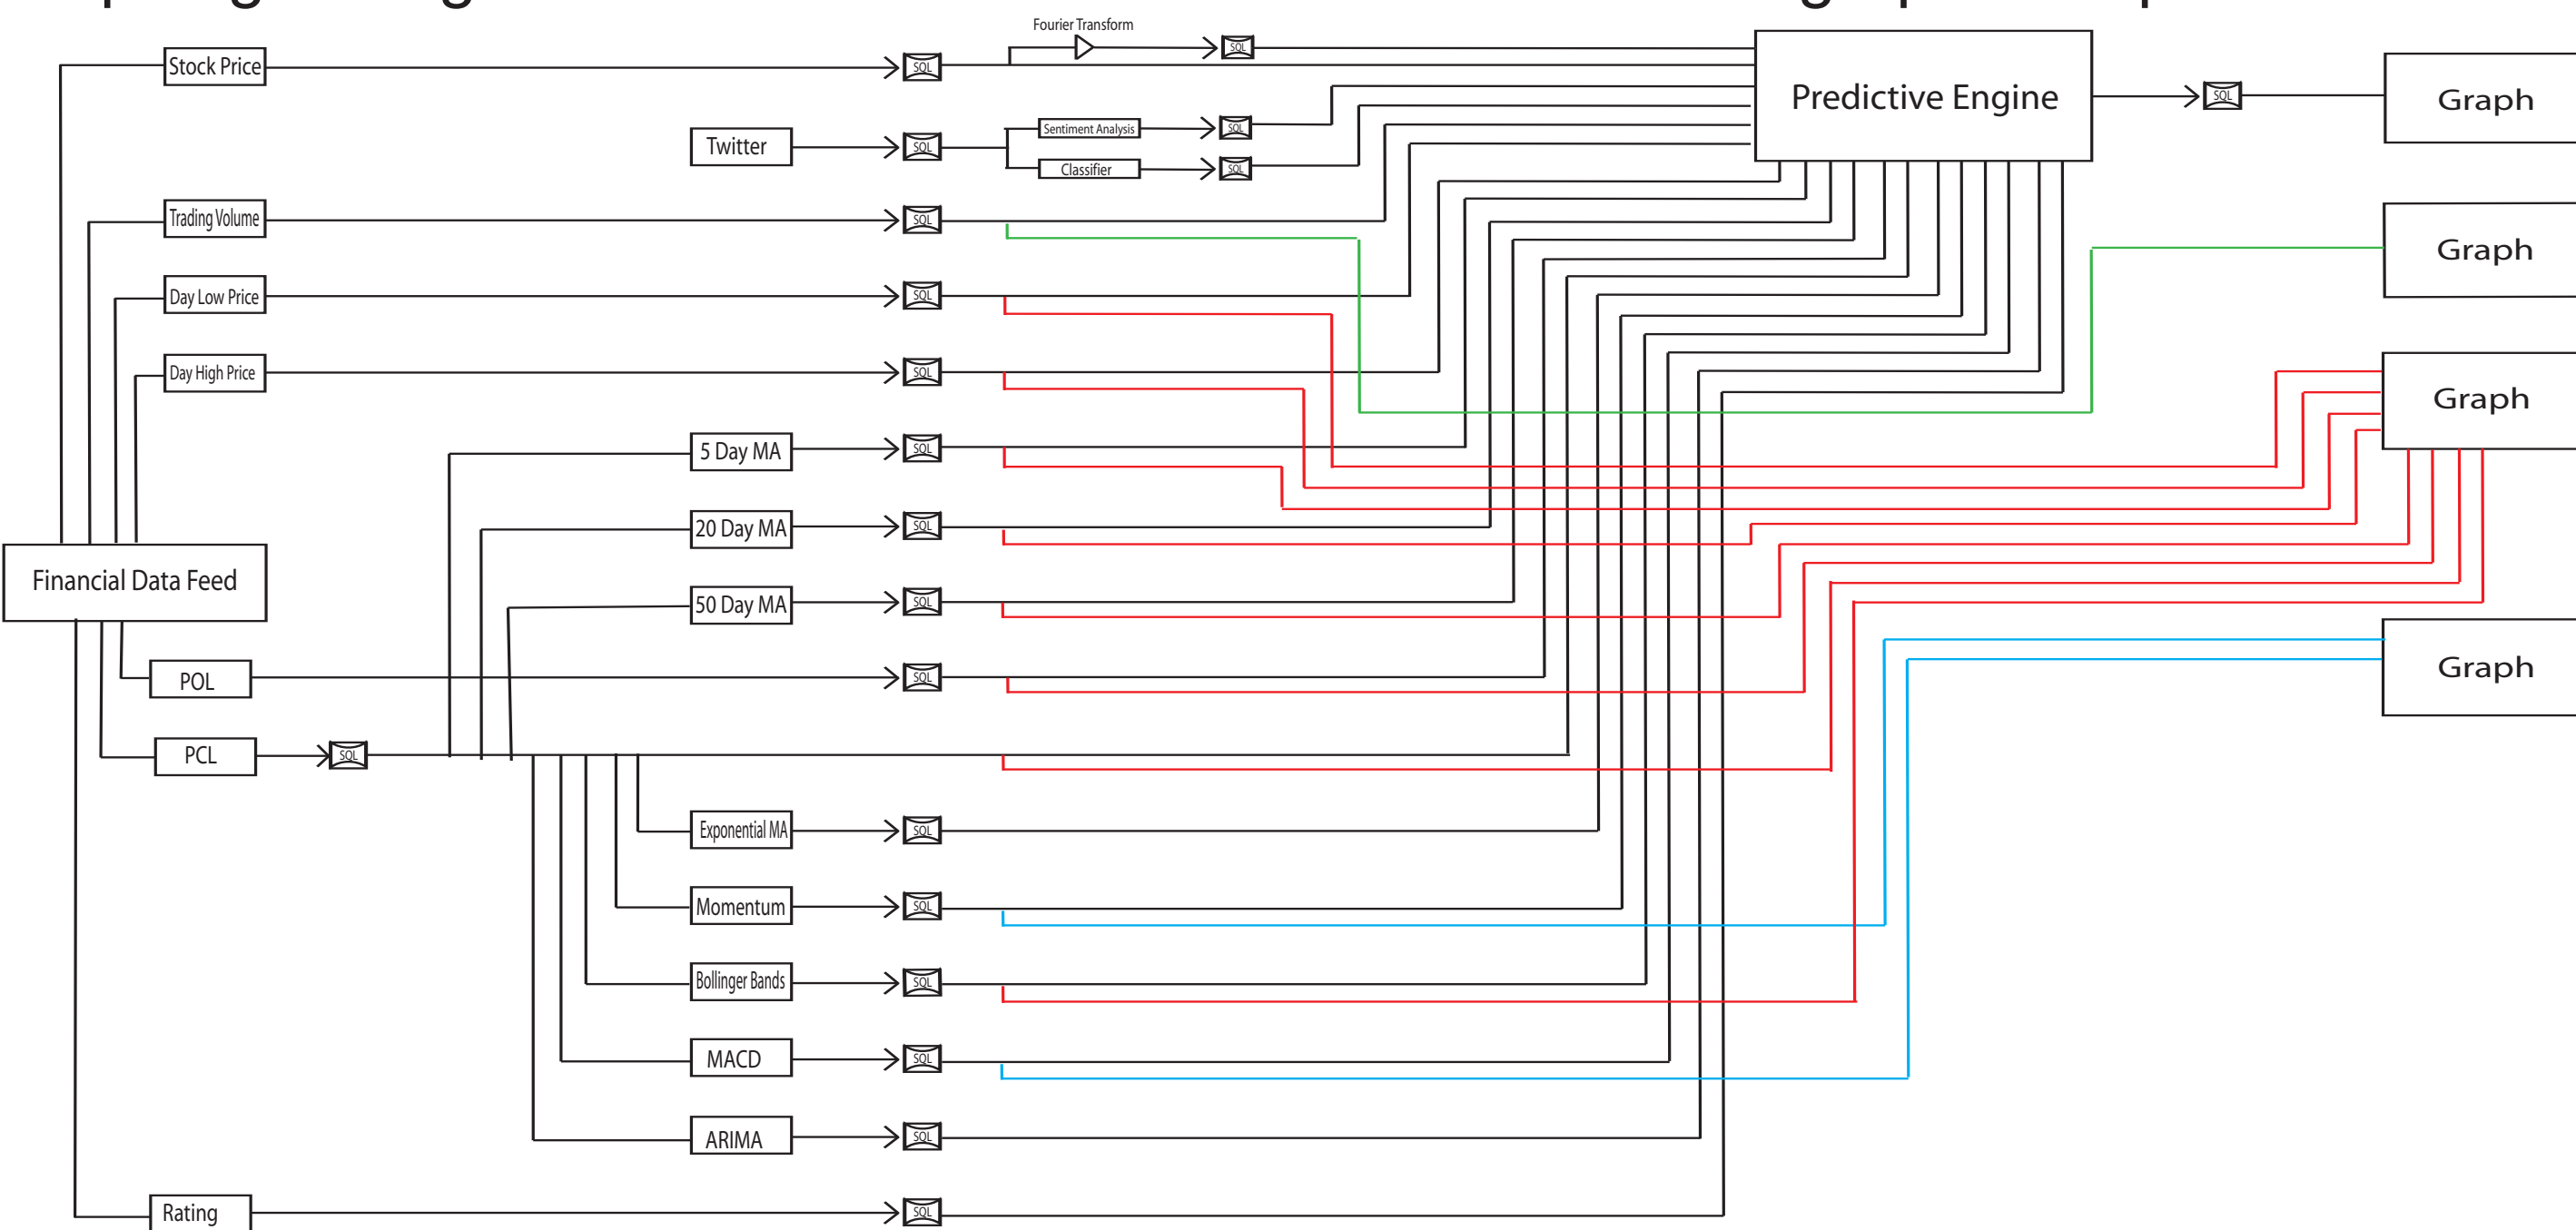 Fourier Transform
Stock Price
SQL
SQL
Predictive Engine
SQL
Graph
Twitter
SQL
Sentiment Analysis
SQL
Classifier
SQL
Trading Volume
SQL
Graph
Day Low Price
SQL
Day High Price
SQL
Graph
5 Day MA
SQL
20 Day MA
SQL
Financial Data Feed
50 Day MA
SQL
POL
SQL
Graph
PCL
SQL
Exponential MA
SQL
Momentum
SQL
Bollinger Bands
SQL
MACD
SQL
ARIMA
SQL
Rating
SQL